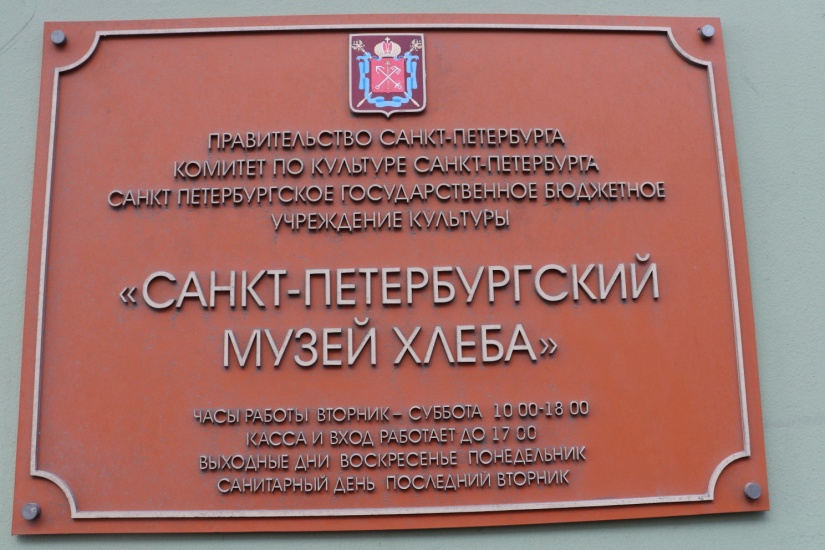 ПРАВИТЕЛЬСТВО САНКТ-ПЕТЕРБУРГА
КОМИТЕТ ПО КУЛЬТУРЕ САНКТ-ПЕТЕРБУРГА
САНКТ ПЕТЕРБУРГСКОЕ ГОСУДАРСТВЕННОЕ БЮДЖЕТНОЕ
УЧРЕЖДЕНИЕ КУЛЬТУРЫ
«САНКТ-ПЕТЕРБУРГСКИЙ
МУЗЕЙ ХЛЕБА»
ЧАСЫ РАБОТЫ ВТОРНИК – СУББОТА 10 00-18 00
КАССА И ВХОД РАБОТАЕТ ДО 17 00
ВЫХОДНЫЕ ДНИ ВОСКРЕСЕНЬЕ ПОНЕДЕЛЬНИК
САНИТАРНЫЙ ДЕНЬ ПОСЛЕДНИЙ ВТОРНИК